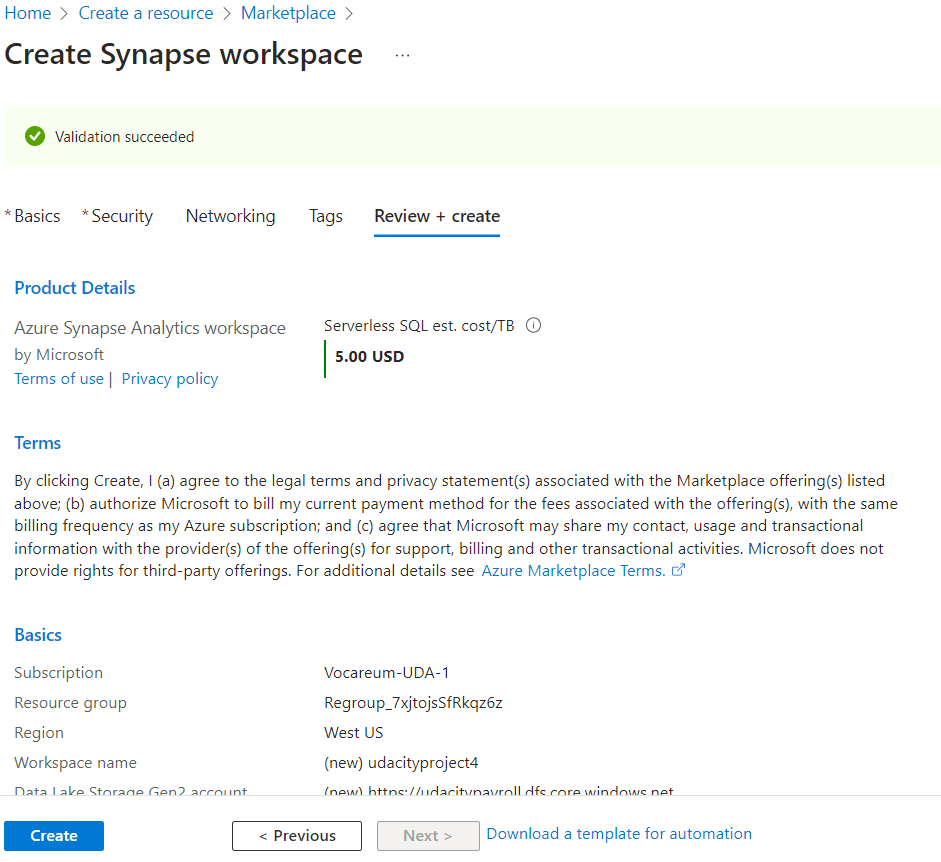 Home > Create a resource > Marketplace >
Create Synapse workspace ...
Validation succeeded
* Basics * Security Networking Tags Review + create
Product Details
Azure Synapse Analytics workspace
by Microsoft
Terms of use | Privacy policy
Serverless SQL est. cost/TB
5.00 USD
Terms
By clicking Create, I (a) agree to the legal terms and privacy statement(s) associated with the Marketplace offering(s) listed
above; (b) authorize Microsoft to bill my current payment method for the fees associated with the offering(s), with the same
billing frequency as my Azure subscription; and (c) agree that Microsoft may share my contact, usage and transactional
information with the provider(s) of the offering(s) for support, billing and other transactional activities. Microsoft does not
provide rights for third-party offerings. For additional details see Azure Marketplace Terms.
Basics
Subscription Vocareum-UDA-1
Resource group Regroup_7xjtojsSfRkqz6z
Region West US
Workspace name (new) udacityproject4
Data Lake Storage Gen2 account (new) https://udacitypayroll.dfs.core.windows.net
Create < Previous Next > Download a template for automation